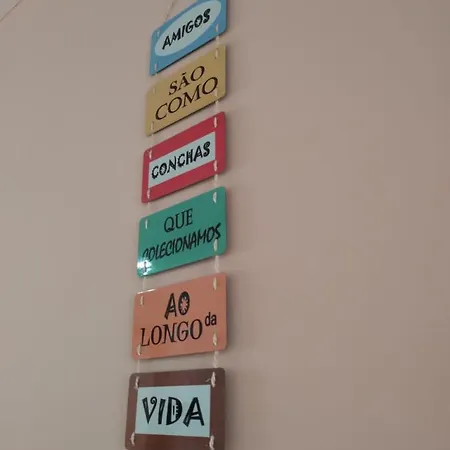 AMIGOS
SÃO
COMO
CONCHAS
QUE
COLECIONAMOS
AO
LONGO da
VIDA